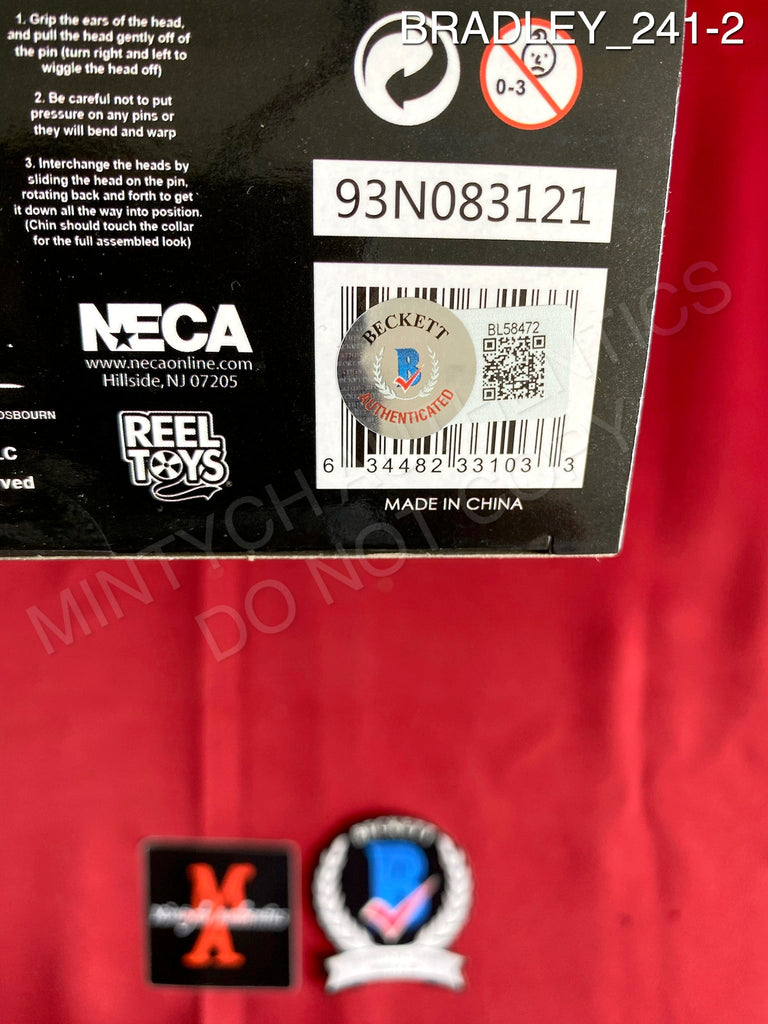 BRADLEY_241-2
1. Grip the ears of the head,
and pull the head gently off of
the pin (turn right and left to
wiggle the head off)
2. Be careful not to put
pressure on any pins or
they will bend and warp
3. Interchange the heads by
sliding the head on the pin,
rotating back and forth to get
it down all the way into position.
(Chin should touch the collar
for the full assembled look)
0-3
93N083121
NECA
www.necaonline.com
Hillside, NJ 07205
OSBOURN
LC
ved
REEL
TOYS
BECKETT
B
AUTHENTICATED
BL58472
6 34482 33103 3
MADE IN CHINA
DO NOT COPY
MA
B